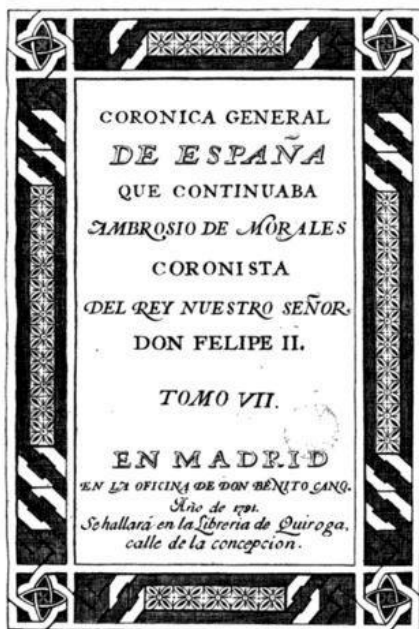 CORONICA GENERAL
DE ESPAÑA
QUE CONTINUABA
AMBROSIO DE MORALES
CORONISTA
DEL REY NUESTRO SEÑOR,
DON FELIPE II.
TOMO VII.
EN MADRID
EN LA OFICINA DE DON BENITO CANO.
Año de 1791.
Se hallará en la Libreria de Quiroga,
calle de la concepcion.